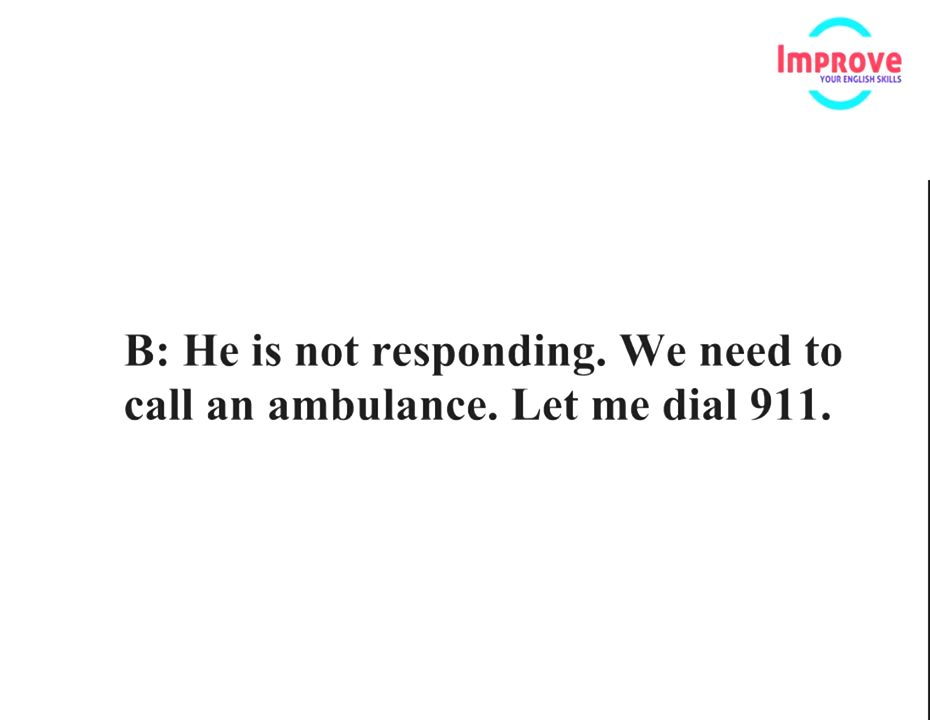 Improve
YOUR ENGLISH SKILLS
B: He is not responding. We need to
call an ambulance. Let me dial 911.